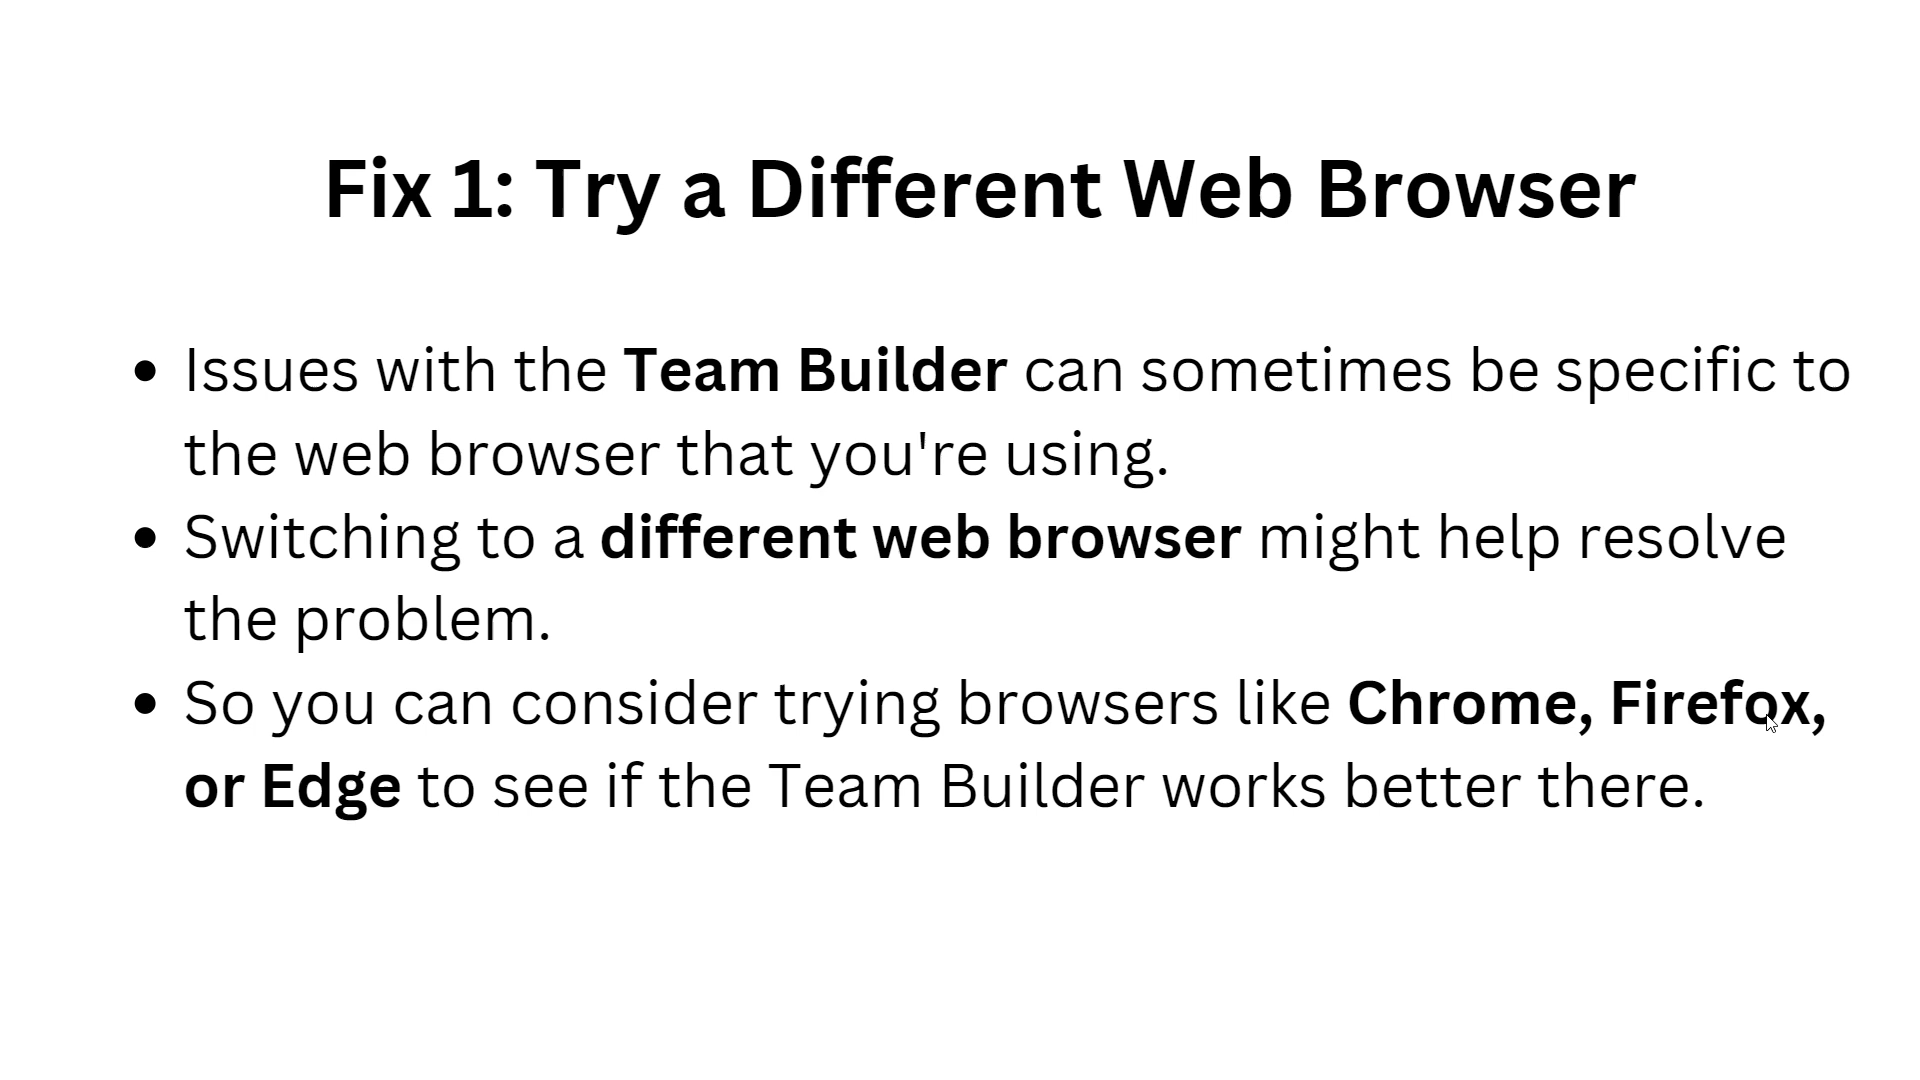 Fix 1: Try a Different Web Browser
• Issues with the Team Builder can sometimes be specific to
the web browser that you're using.
• Switching to a different web browser might help resolve
the problem.
• So you can consider trying browsers like Chrome, Firefox,
or Edge to see if the Team Builder works better there.